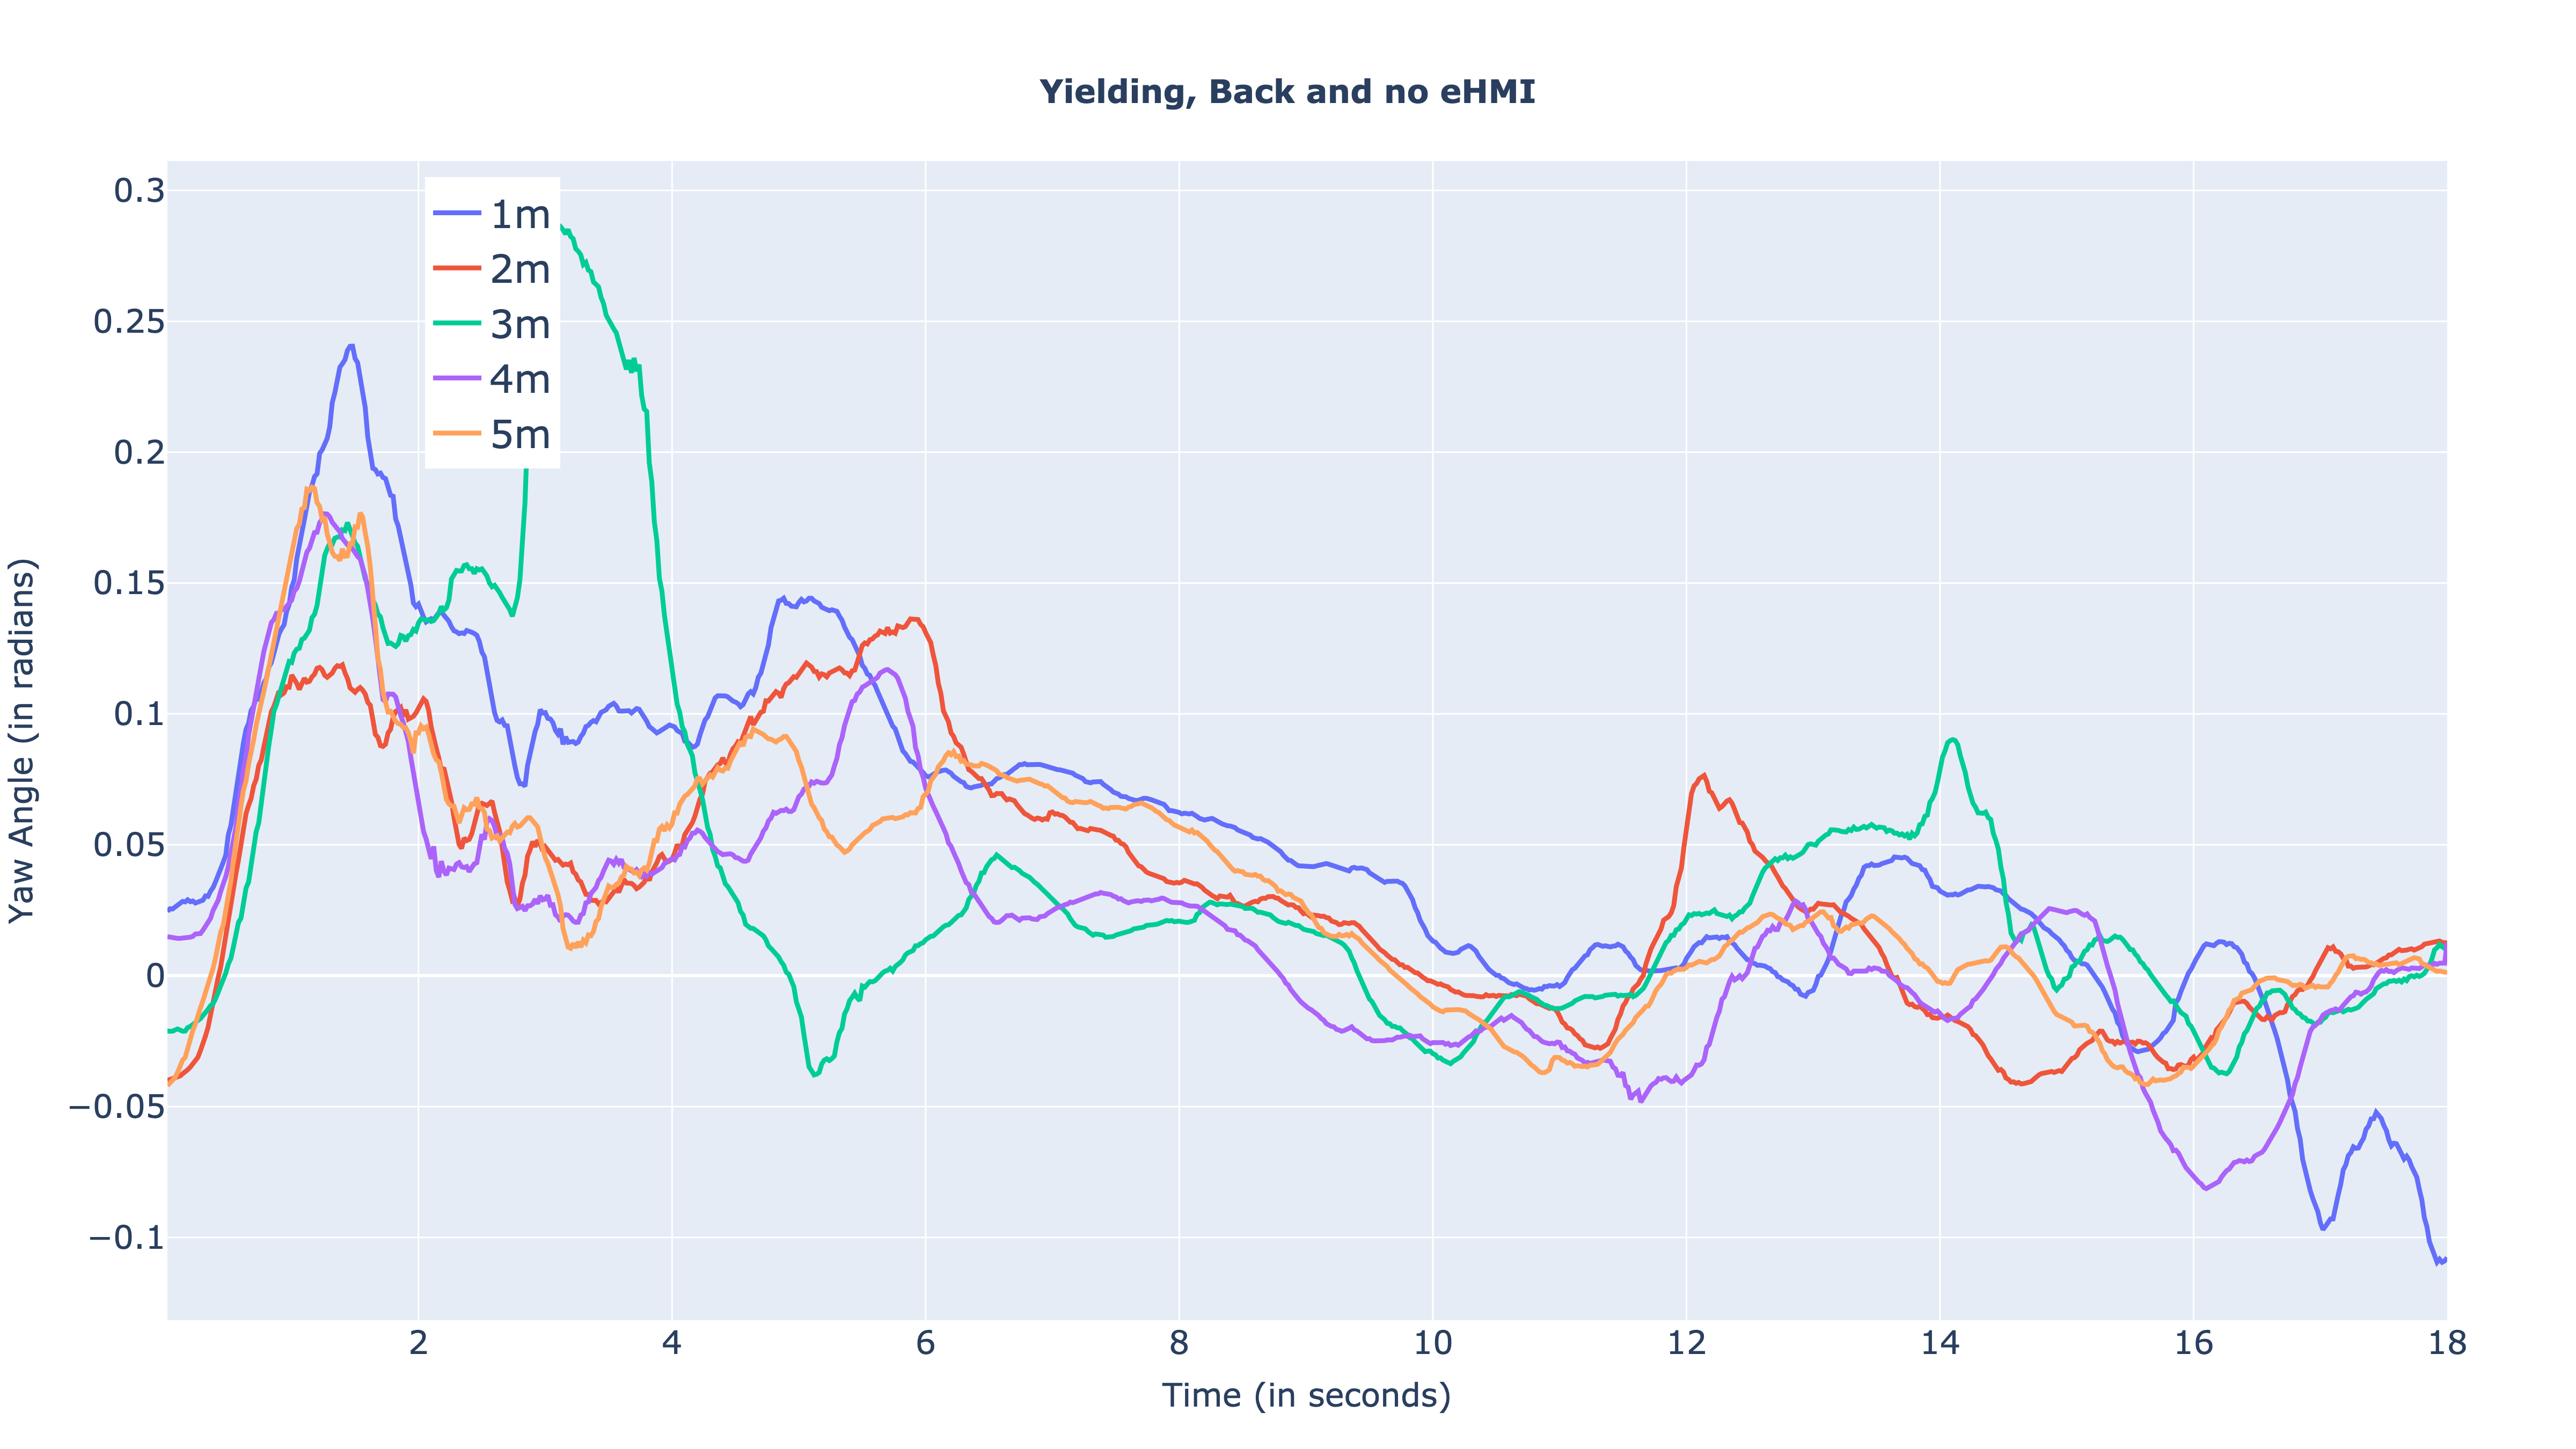 Yielding, Back and no eHMI
Yaw Angle (in radians)
0.3
0.25
0.2
0.15
0.1
0.05
0
−0.05
−0.1
1m
2m
3m
4m
5m
2 4 6 8 10 12 14 16 18
Time (in seconds)